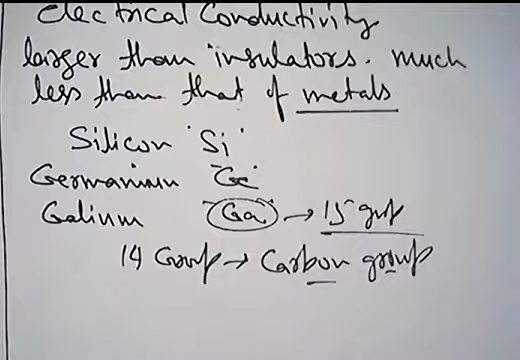 Electrical Conductivity
larger than insulators. much
less than that of metals
Silicon "Si"
Germanium "Ge"
Galium "Ga" → 15 group
14 Group → Carbon group